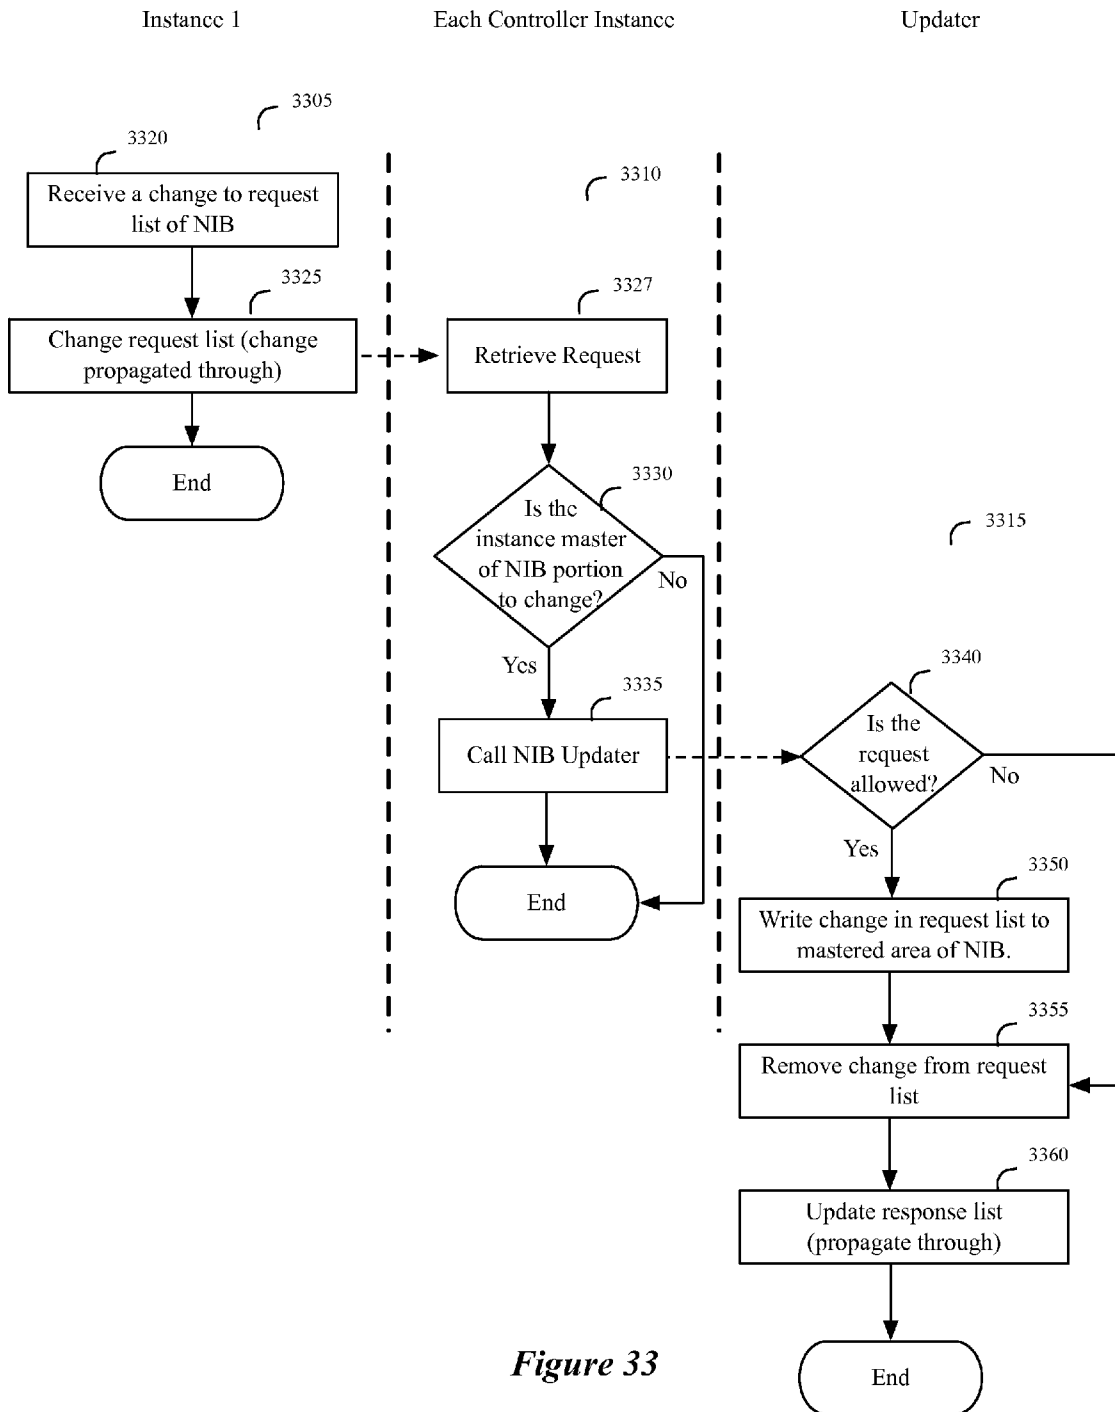 Instance 1
Each Controller Instance
Updater
3305
3320
Receive a change to request
list of NIB
3325
Change request list (change
propagated through)
End
3310
3327
Retrieve Request
3330
Is the
instance master
of NIB portion
to change?
No
Yes
3335
Call NIB Updater
End
3315
3340
Is the
request
allowed?
No
Yes
3350
Write change in request list to
mastered area of NIB.
3355
Remove change from request
list
3360
Update response list
(propagate through)
End
Figure 33